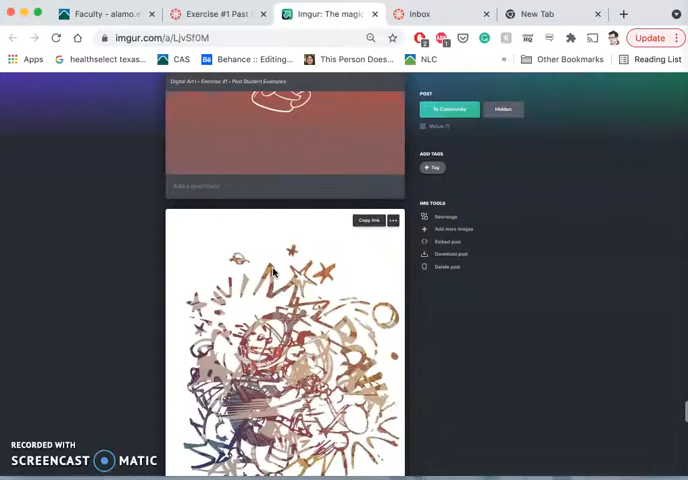 Faculty - alamo.e
Exercise #1 Past
Imgur: The magic
Inbox
New Tab
imgur.com/a/LjvSf0M
Update
Apps
healthselect texas...
CAS
Behance :: Editing...
This Person Does...
NLC
»
Other Bookmarks
Reading List
Digital Art I - Exercise #1 - Past Student Examples
POST
To Community
Hidden
Mature (?)
ADD TAGS
+ Tag
Add a description
IMG TOOLS
Copy link
Rearrange
Add more images
Embed post
Download post
Delete post
RECORDED WITH
SCREENCAST MATIC